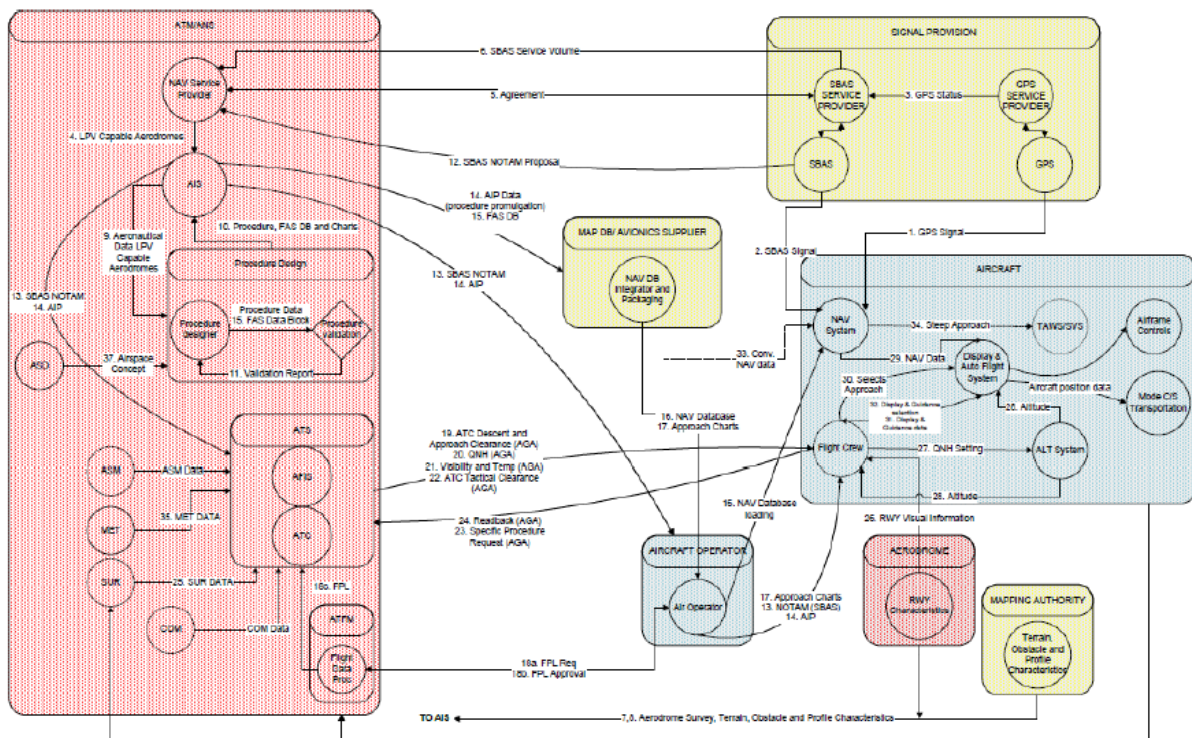 ATM/ANS
NAV Service
Provider
4. LPV Capable Aerodromes
AIS
9. Aeronautical
Data LPV
Capable
Aerodromes
10. Procedure, FAS DB and Charts
Procedure Design
Procedure
designer
Procedure Data
15. FAS Data Block
Procedure
validation
11. Validation Report
13. SBAS NOTAM
14. AIP
ASD
37. Airspace
Concept
ATS
AFIS
ATC
ASM
ASM Data
MET
35. MET DATA
SUR
25. SUR DATA
COM
COM Data
18c. FPL
ATFM
Flight
Data
Proc
6. SBAS Service Volume
5. Agreement
12. SBAS NOTAM Proposal
14. AIP Data
(procedure promulgation)
15. FAS DB
13. SBAS NOTAM
14. AIP
SIGNAL PROVISION
SBAS
SERVICE
PROVIDER
3. GPS Status
GPS
SERVICE
PROVIDER
SBAS
GPS
1. GPS Signal
2. SBAS Signal
MAP DB/ AVIONICS SUPPLIER
NAV DB
Integrator and
Packaging
33. Conv.
NAV data
16. NAV Database
17. Approach Charts
AIRCRAFT
NAV
System
34. Steep Approach
TAWS/SVS
Airframe
Controls
29. NAV Data
Display &
Auto Flight
System
30. Selects
Approach
Aircraft position data
Mode C/S
Transportation
Display & Guidance
selection
Display &
Guidance data
26. Altitude
Flight Crew
27. QNH Setting
ALT System
28. Altitude
19. ATC Descent and
Approach Clearance (AGA)
20. QNH (AGA)
21. Visibility and Temp (AGA)
22. ATC Tactical Clearance
(AGA)
24. Readback (AGA)
23. Specific Procedure
Request (AGA)
NAV Database
loading
26. RWY Visual Information
AIRCRAFT OPERATOR
Air Operator
17. Approach Charts
13. NOTAM (SBAS)
14. AIP
AERODROME
RWY
Characteristics
MAPPING AUTHORITY
Terrain,
Obstacle and
Profile
Characteristics
18a. FPL Req
18b. FPL Approval
TO AIS
7,8. Aerodrome Survey, Terrain, Obstacle and Profile Characteristics